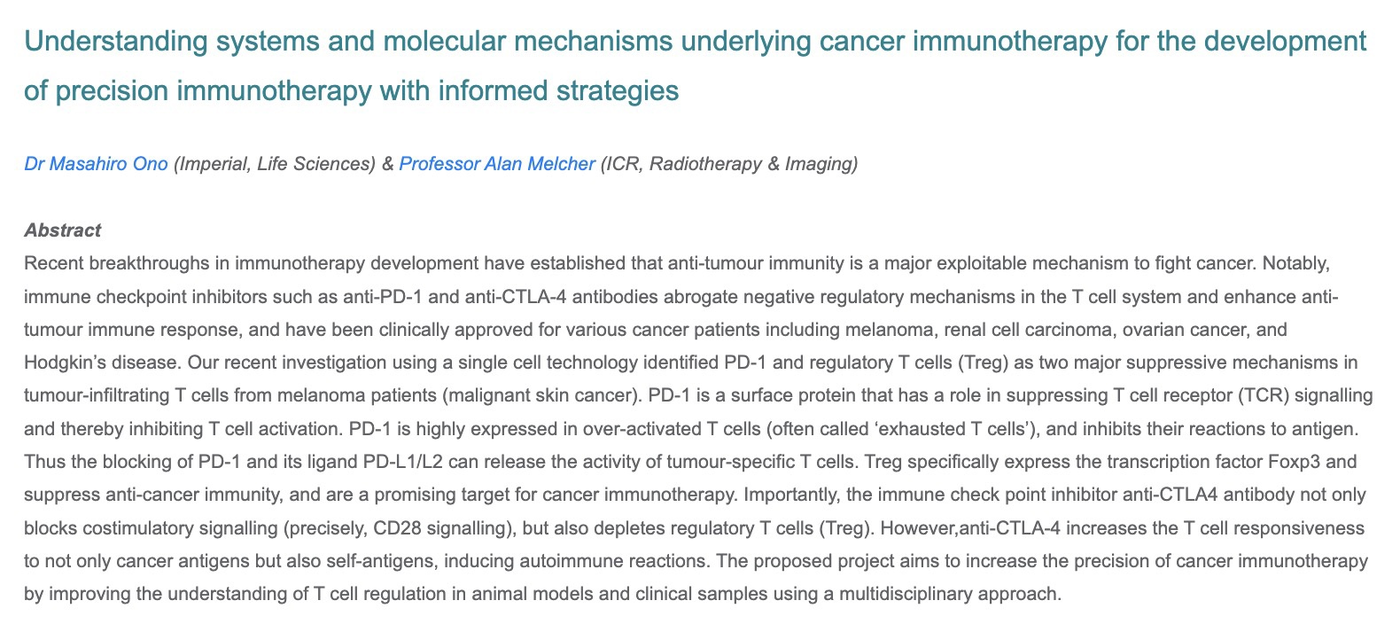 Understanding systems and molecular mechanisms underlying cancer immunotherapy for the development
of precision immunotherapy with informed strategies
Dr Masahiro Ono (Imperial, Life Sciences) & Professor Alan Melcher (ICR, Radiotherapy & Imaging)
Abstract
Recent breakthroughs in immunotherapy development have established that anti-tumour immunity is a major exploitable mechanism to fight cancer. Notably,
immune checkpoint inhibitors such as anti-PD-1 and anti-CTLA-4 antibodies abrogate negative regulatory mechanisms in the T cell system and enhance anti-
tumour immune response, and have been clinically approved for various cancer patients including melanoma, renal cell carcinoma, ovarian cancer, and
Hodgkin’s disease. Our recent investigation using a single cell technology identified PD-1 and regulatory T cells (Treg) as two major suppressive mechanisms in
tumour-infiltrating T cells from melanoma patients (malignant skin cancer). PD-1 is a surface protein that has a role in suppressing T cell receptor (TCR) signalling
and thereby inhibiting T cell activation. PD-1 is highly expressed in over-activated T cells (often called ‘exhausted T cells’), and inhibits their reactions to antigen.
Thus the blocking of PD-1 and its ligand PD-L1/L2 can release the activity of tumour-specific T cells. Treg specifically express the transcription factor Foxp3 and
suppress anti-cancer immunity, and are a promising target for cancer immunotherapy. Importantly, the immune check point inhibitor anti-CTLA4 antibody not only
blocks costimulatory signalling (precisely, CD28 signalling), but also depletes regulatory T cells (Treg). However,anti-CTLA-4 increases the T cell responsiveness
to not only cancer antigens but also self-antigens, inducing autoimmune reactions. The proposed project aims to increase the precision of cancer immunotherapy
by improving the understanding of T cell regulation in animal models and clinical samples using a multidisciplinary approach.